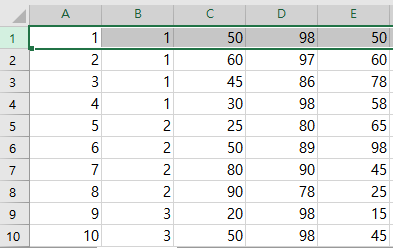 A B C D E
1 1 1 50 98 50
2 2 1 60 97 60
3 3 1 45 86 78
4 4 1 30 98 58
5 5 2 25 80 65
6 6 2 50 89 98
7 7 2 80 90 45
8 8 2 90 78 25
9 9 3 20 98 15
10 10 3 50 98 45